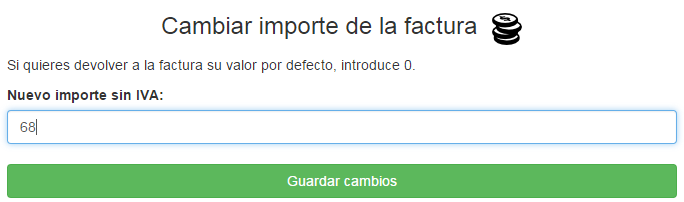 Cambiar importe de la factura
Si quieres devolver a la factura su valor por defecto, introduce 0.
Nuevo importe sin IVA:
68
Guardar cambios